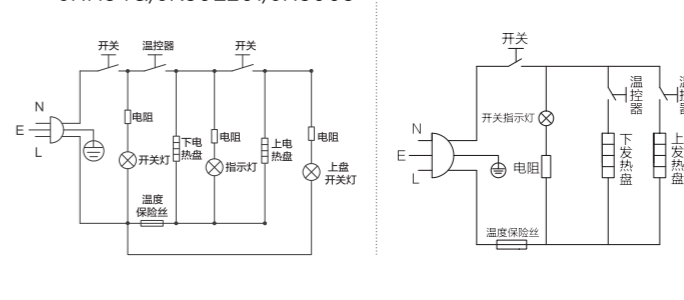 开关
温控器
开关
N
E
L
电阻
开关灯
下电
热盘
电阻
指示灯
上电
热盘
电阻
上盘
开关灯
温度
保险丝
开关
N
E
L
开关指示灯
电阻
温控器
下发热盘
上发热盘
温度保险丝